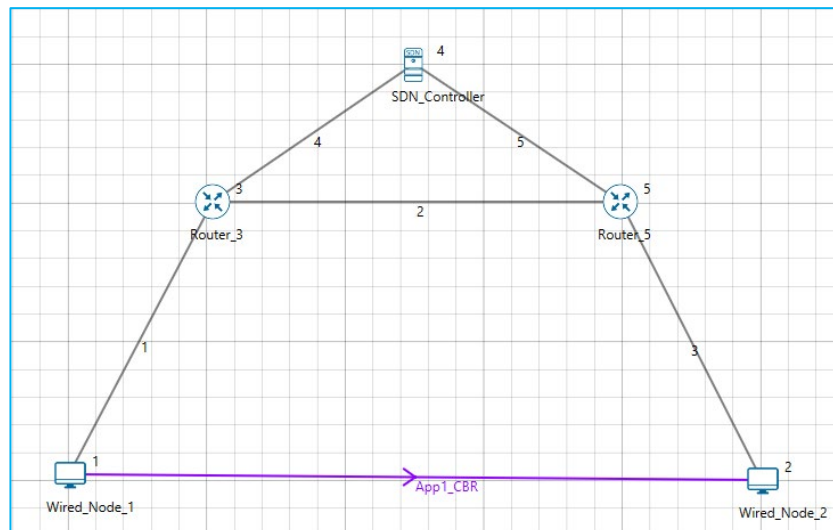 SDN
4
SDN_Controller
4
5
3
5
2
Router_3
Router_5
1
3
1
2
App1_CBR
Wired_Node_1
Wired_Node_2